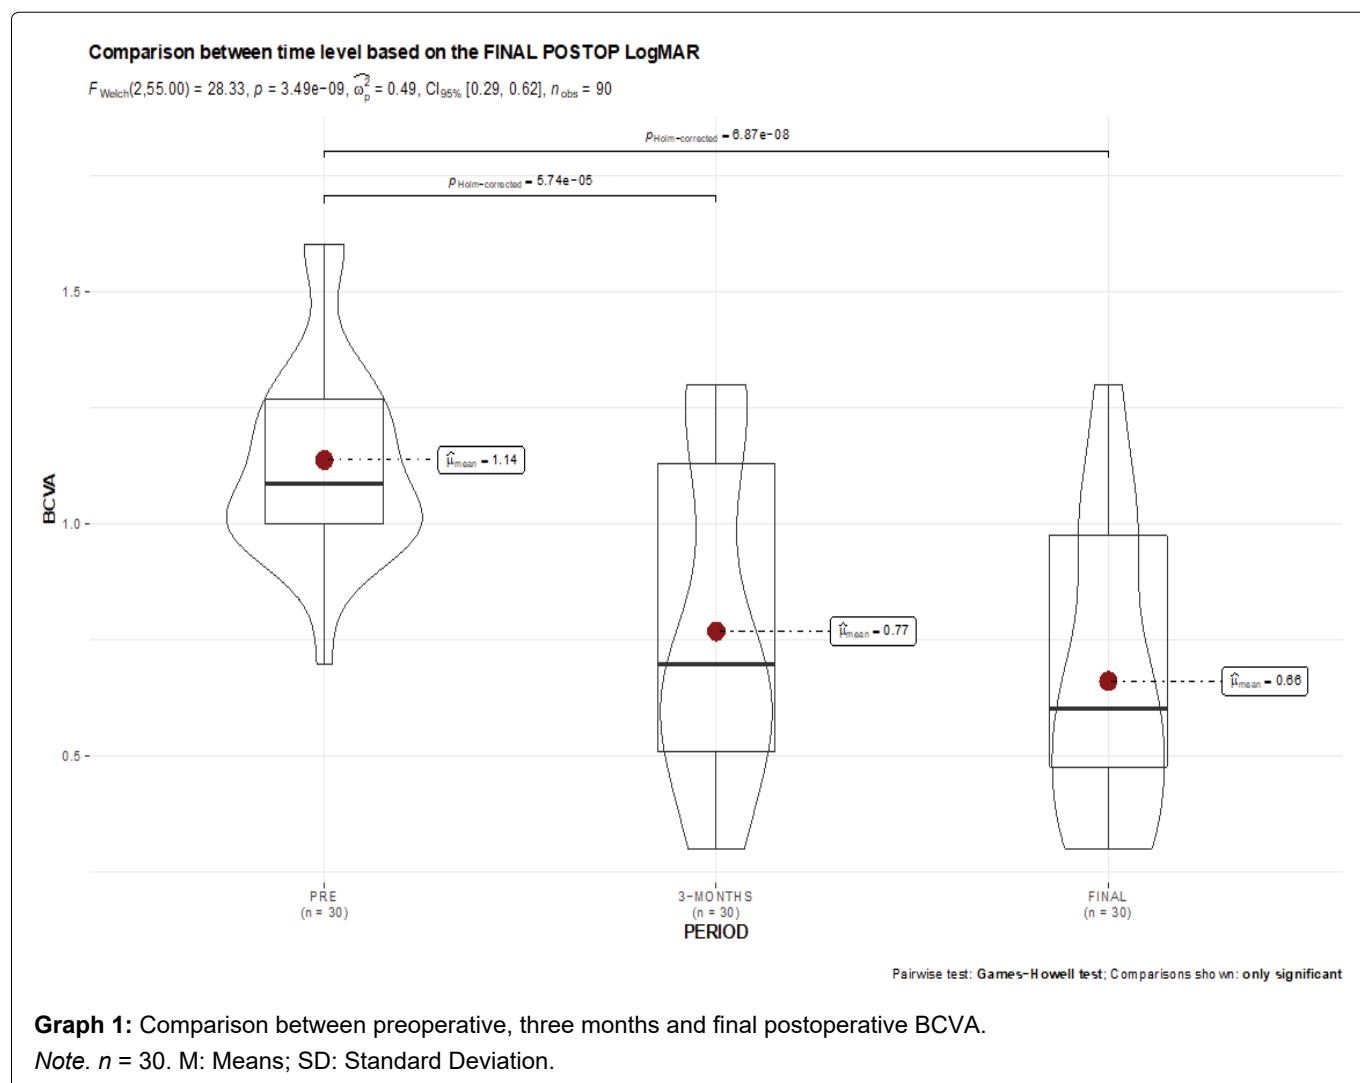 Comparison between time level based on the FINAL POSTOP LogMAR
F Welch(2,55.00) = 28.33, p = 3.49e-09, ω̂²p = 0.49, CI95% [0.29, 0.62], nobs = 90
pHolm-corrected = 6.87e-08
pHolm-corrected = 5.74e-05
1.5
1.0
0.5
BCVA
μ̂mean = 1.14
μ̂mean = 0.77
μ̂mean = 0.66
PRE
(n = 30)
3-MONTHS
(n = 30)
FINAL
(n = 30)
PERIOD
Pairwise test: Games-Howell test; Comparisons shown: only significant
Graph 1: Comparison between preoperative, three months and final postoperative BCVA.
Note. n = 30. M: Means; SD: Standard Deviation.